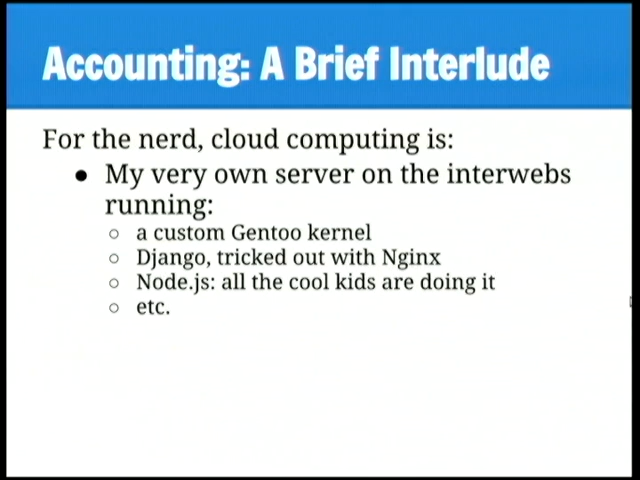 Accounting: A Brief Interlude
For the nerd, cloud computing is:
● My very own server on the interwebs
running:
○ a custom Gentoo kernel
○ Django, tricked out with Nginx
○ Node.js: all the cool kids are doing it
○ etc.